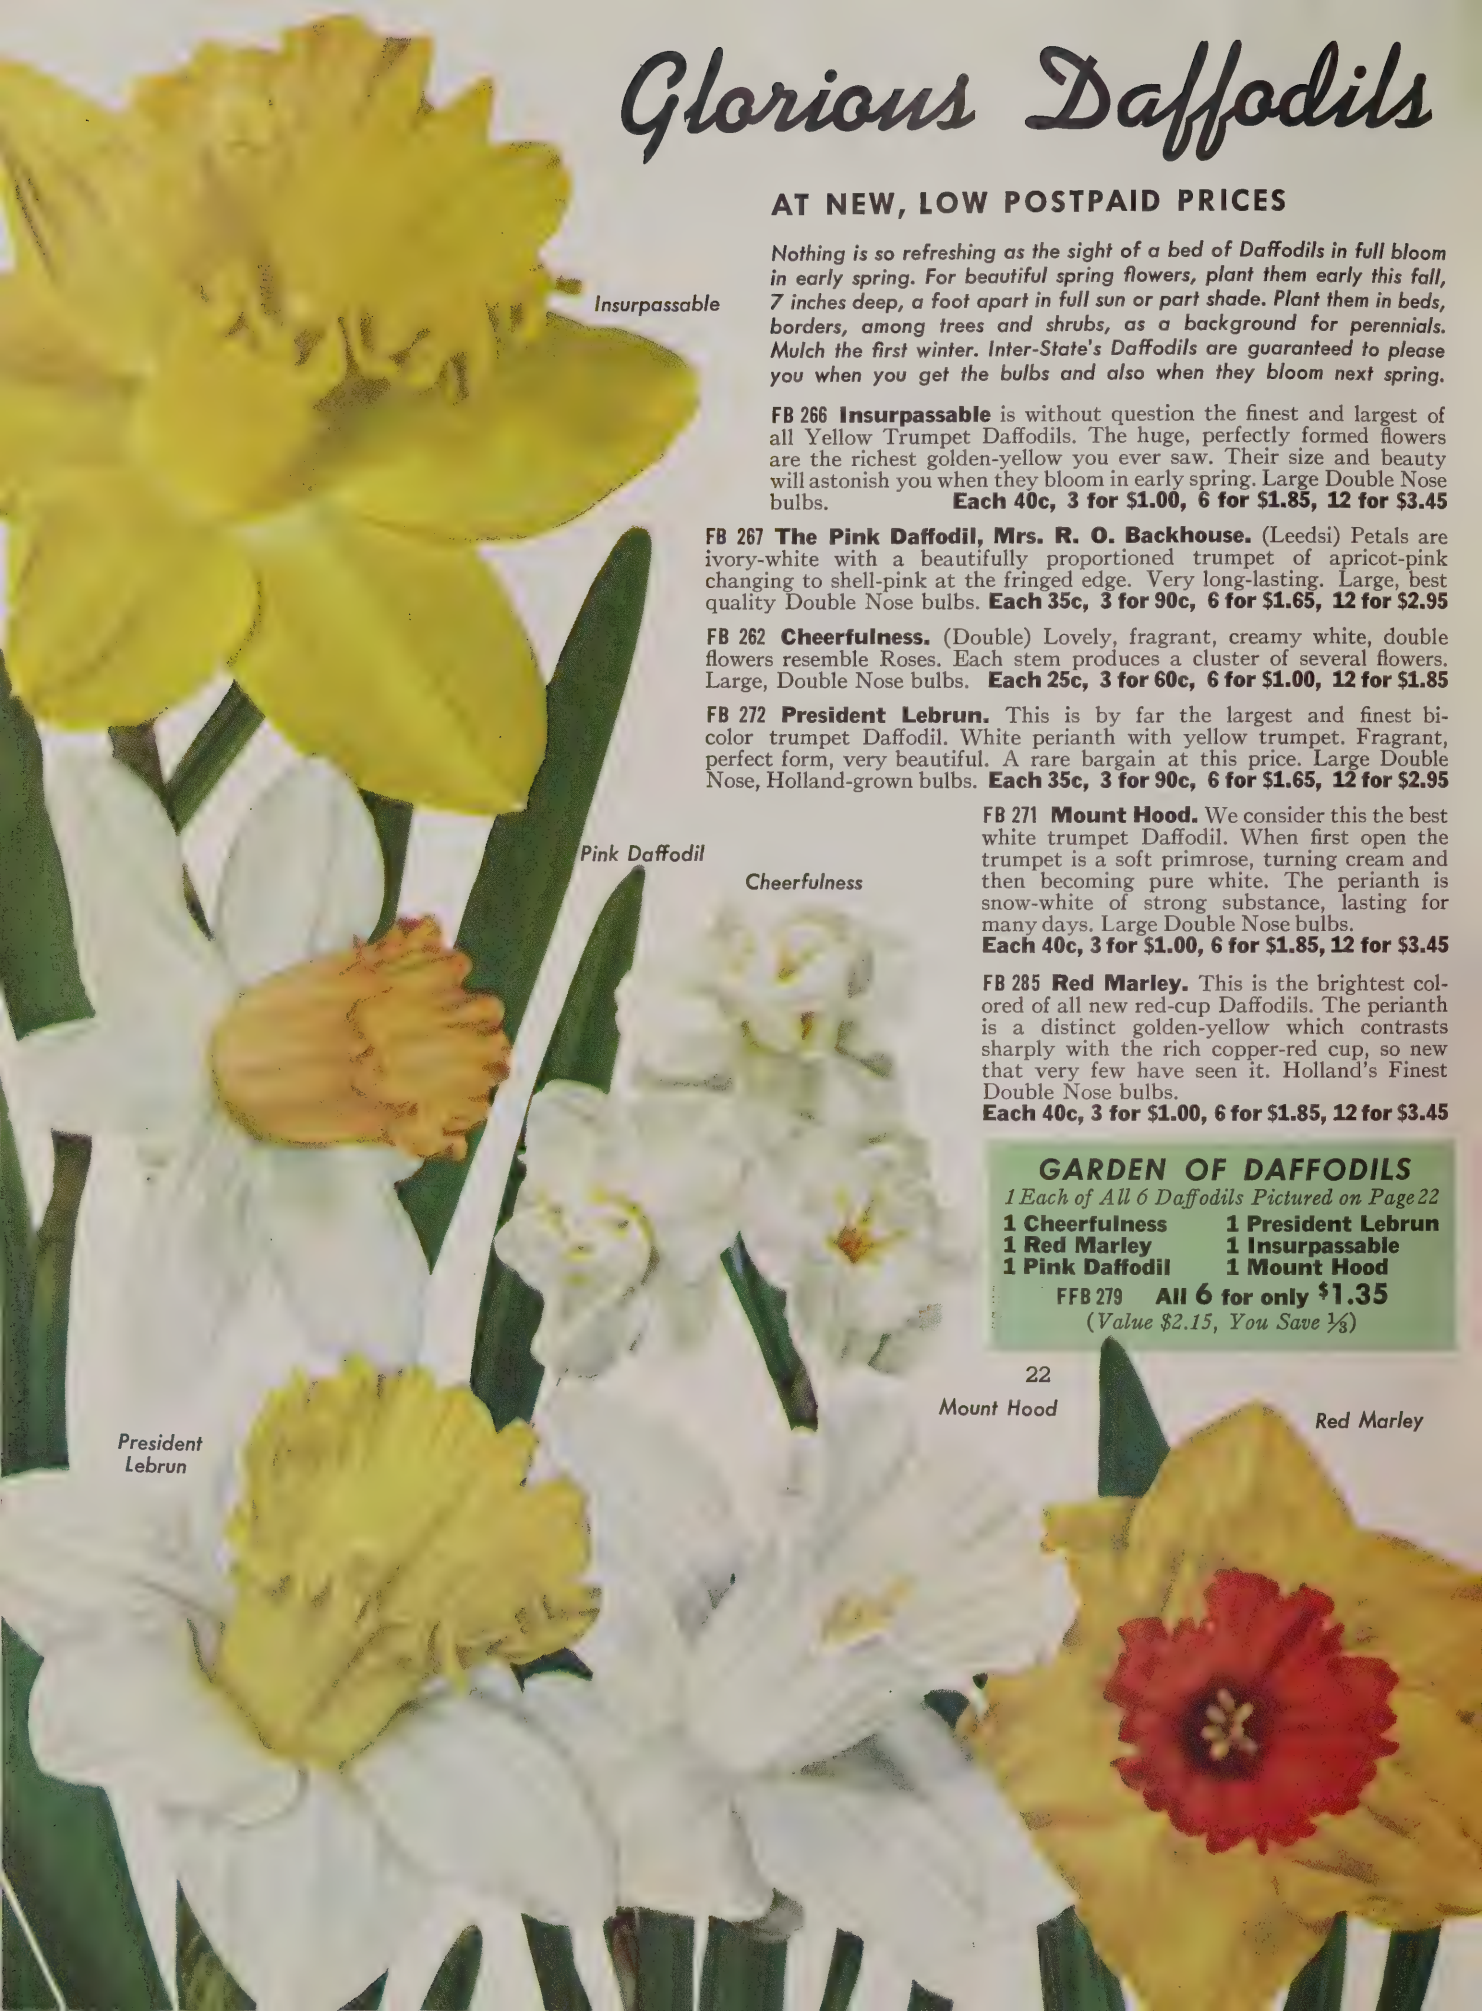 Glorious Daffodils
AT NEW, LOW POSTPAID PRICES
Nothing is so refreshing as the sight of a bed of Daffodils in full bloom
in early spring. For beautiful spring flowers, plant them early this fall,
7 inches deep, a foot apart in full sun or part shade. Plant them in beds,
borders, among trees and shrubs, as a background for perennials.
Mulch the first winter. Inter-State's Daffodils are guaranteed to please
you when you get the bulbs and also when they bloom next spring.
Insurpassable
FB 266 Insurpassable is without question the finest and largest of
all Yellow Trumpet Daffodils. The huge, perfectly formed flowers
are the richest golden-yellow you ever saw. Their size and beauty
will astonish you when they bloom in early spring. Large Double Nose
bulbs. Each 40c, 3 for $1.00, 6 for $1.85, 12 for $3.45
FB 267 The Pink Daffodil, Mrs. R. O. Backhouse. (Leedsi) Petals are
ivory-white with a beautifully proportioned trumpet of apricot-pink
changing to shell-pink at the fringed edge. Very long-lasting. Large, best
quality Double Nose bulbs. Each 35c, 3 for 90c, 6 for $1.65, 12 for $2.95
FB 262 Cheerfulness. (Double) Lovely, fragrant, creamy white, double
flowers resemble Roses. Each stem produces a cluster of several flowers.
Large, Double Nose bulbs. Each 25c, 3 for 60c, 6 for $1.00, 12 for $1.85
FB 272 President Lebrun. This is by far the largest and finest bi-
color trumpet Daffodil. White perianth with yellow trumpet. Fragrant,
perfect form, very beautiful. A rare bargain at this price. Large Double
Nose, Holland-grown bulbs. Each 35c, 3 for 90c, 6 for $1.65, 12 for $2.95
Pink Daffodil
Cheerfulness
FB 271 Mount Hood. We consider this the best
white trumpet Daffodil. When first open the
trumpet is a soft primrose, turning cream and
then becoming pure white. The perianth is
snow-white of strong substance, lasting for
many days. Large Double Nose bulbs.
Each 40c, 3 for $1.00, 6 for $1.85, 12 for $3.45
FB 285 Red Marley. This is the brightest col-
ored of all new red-cup Daffodils. The perianth
is a distinct golden-yellow which contrasts
sharply with the rich copper-red cup, so new
that very few have seen it. Holland's Finest
Double Nose bulbs.
Each 40c, 3 for $1.00, 6 for $1.85, 12 for $3.45
GARDEN OF DAFFODILS
1 Each of All 6 Daffodils Pictured on Page 22
1 Cheerfulness 1 President Lebrun
1 Red Marley 1 Insurpassable
1 Pink Daffodil 1 Mount Hood
FFB 279 All 6 for only $1.35
(Value $2.15, You Save ⅓)
22
Mount Hood
Red Marley
President
Lebrun